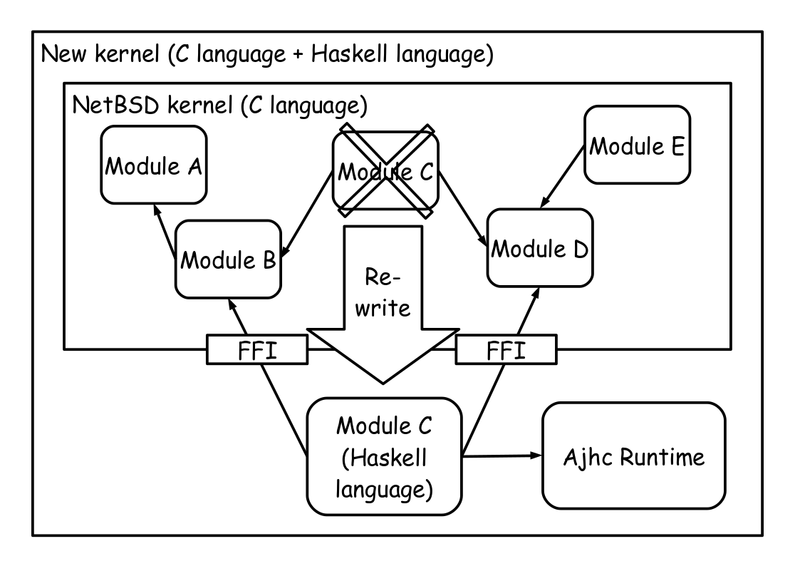 New kernel (C language + Haskell language)
NetBSD kernel (C language)
Module A
Module C
Module E
Module B
Module D
Re-
write
FFI
FFI
Module C
(Haskell
language)
Ajhc Runtime